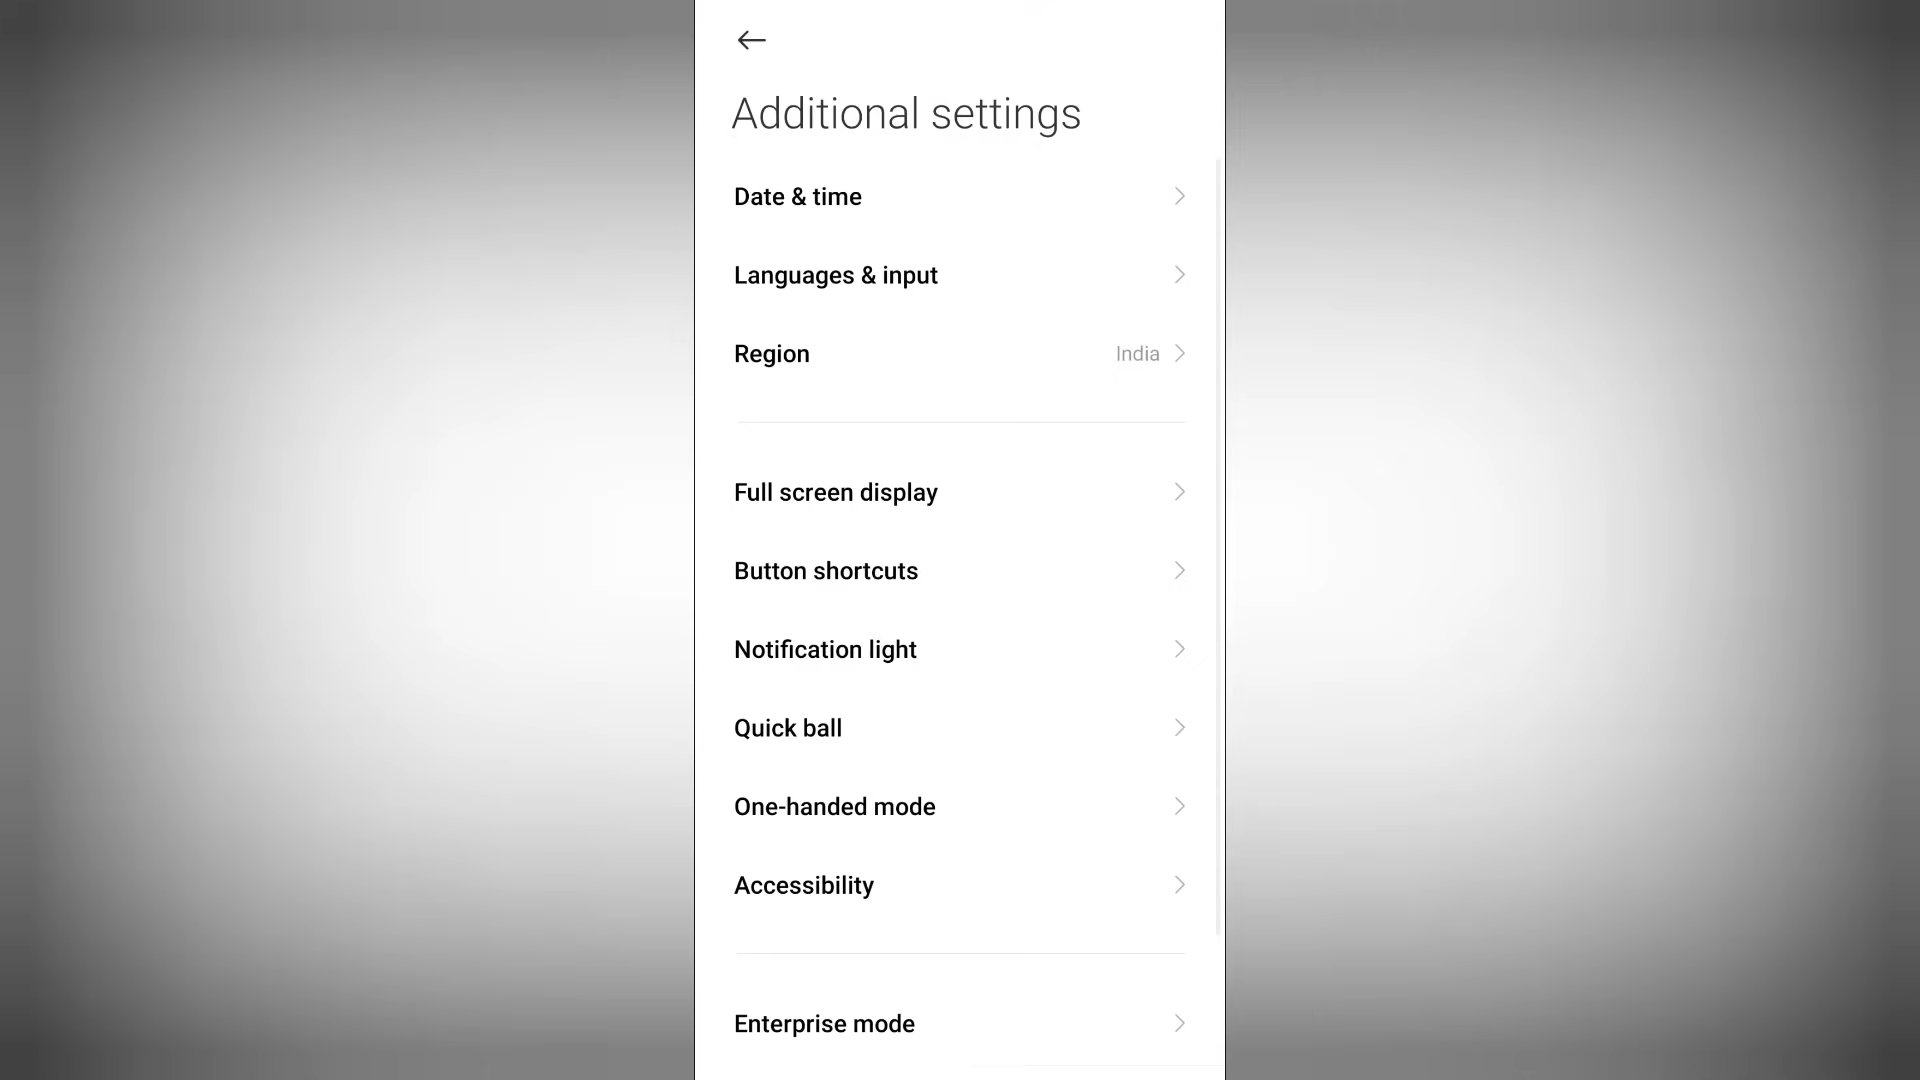 Additional settings
Date & time
Languages & input
Region India
Full screen display
Button shortcuts
Notification light
Quick ball
One-handed mode
Accessibility
Enterprise mode